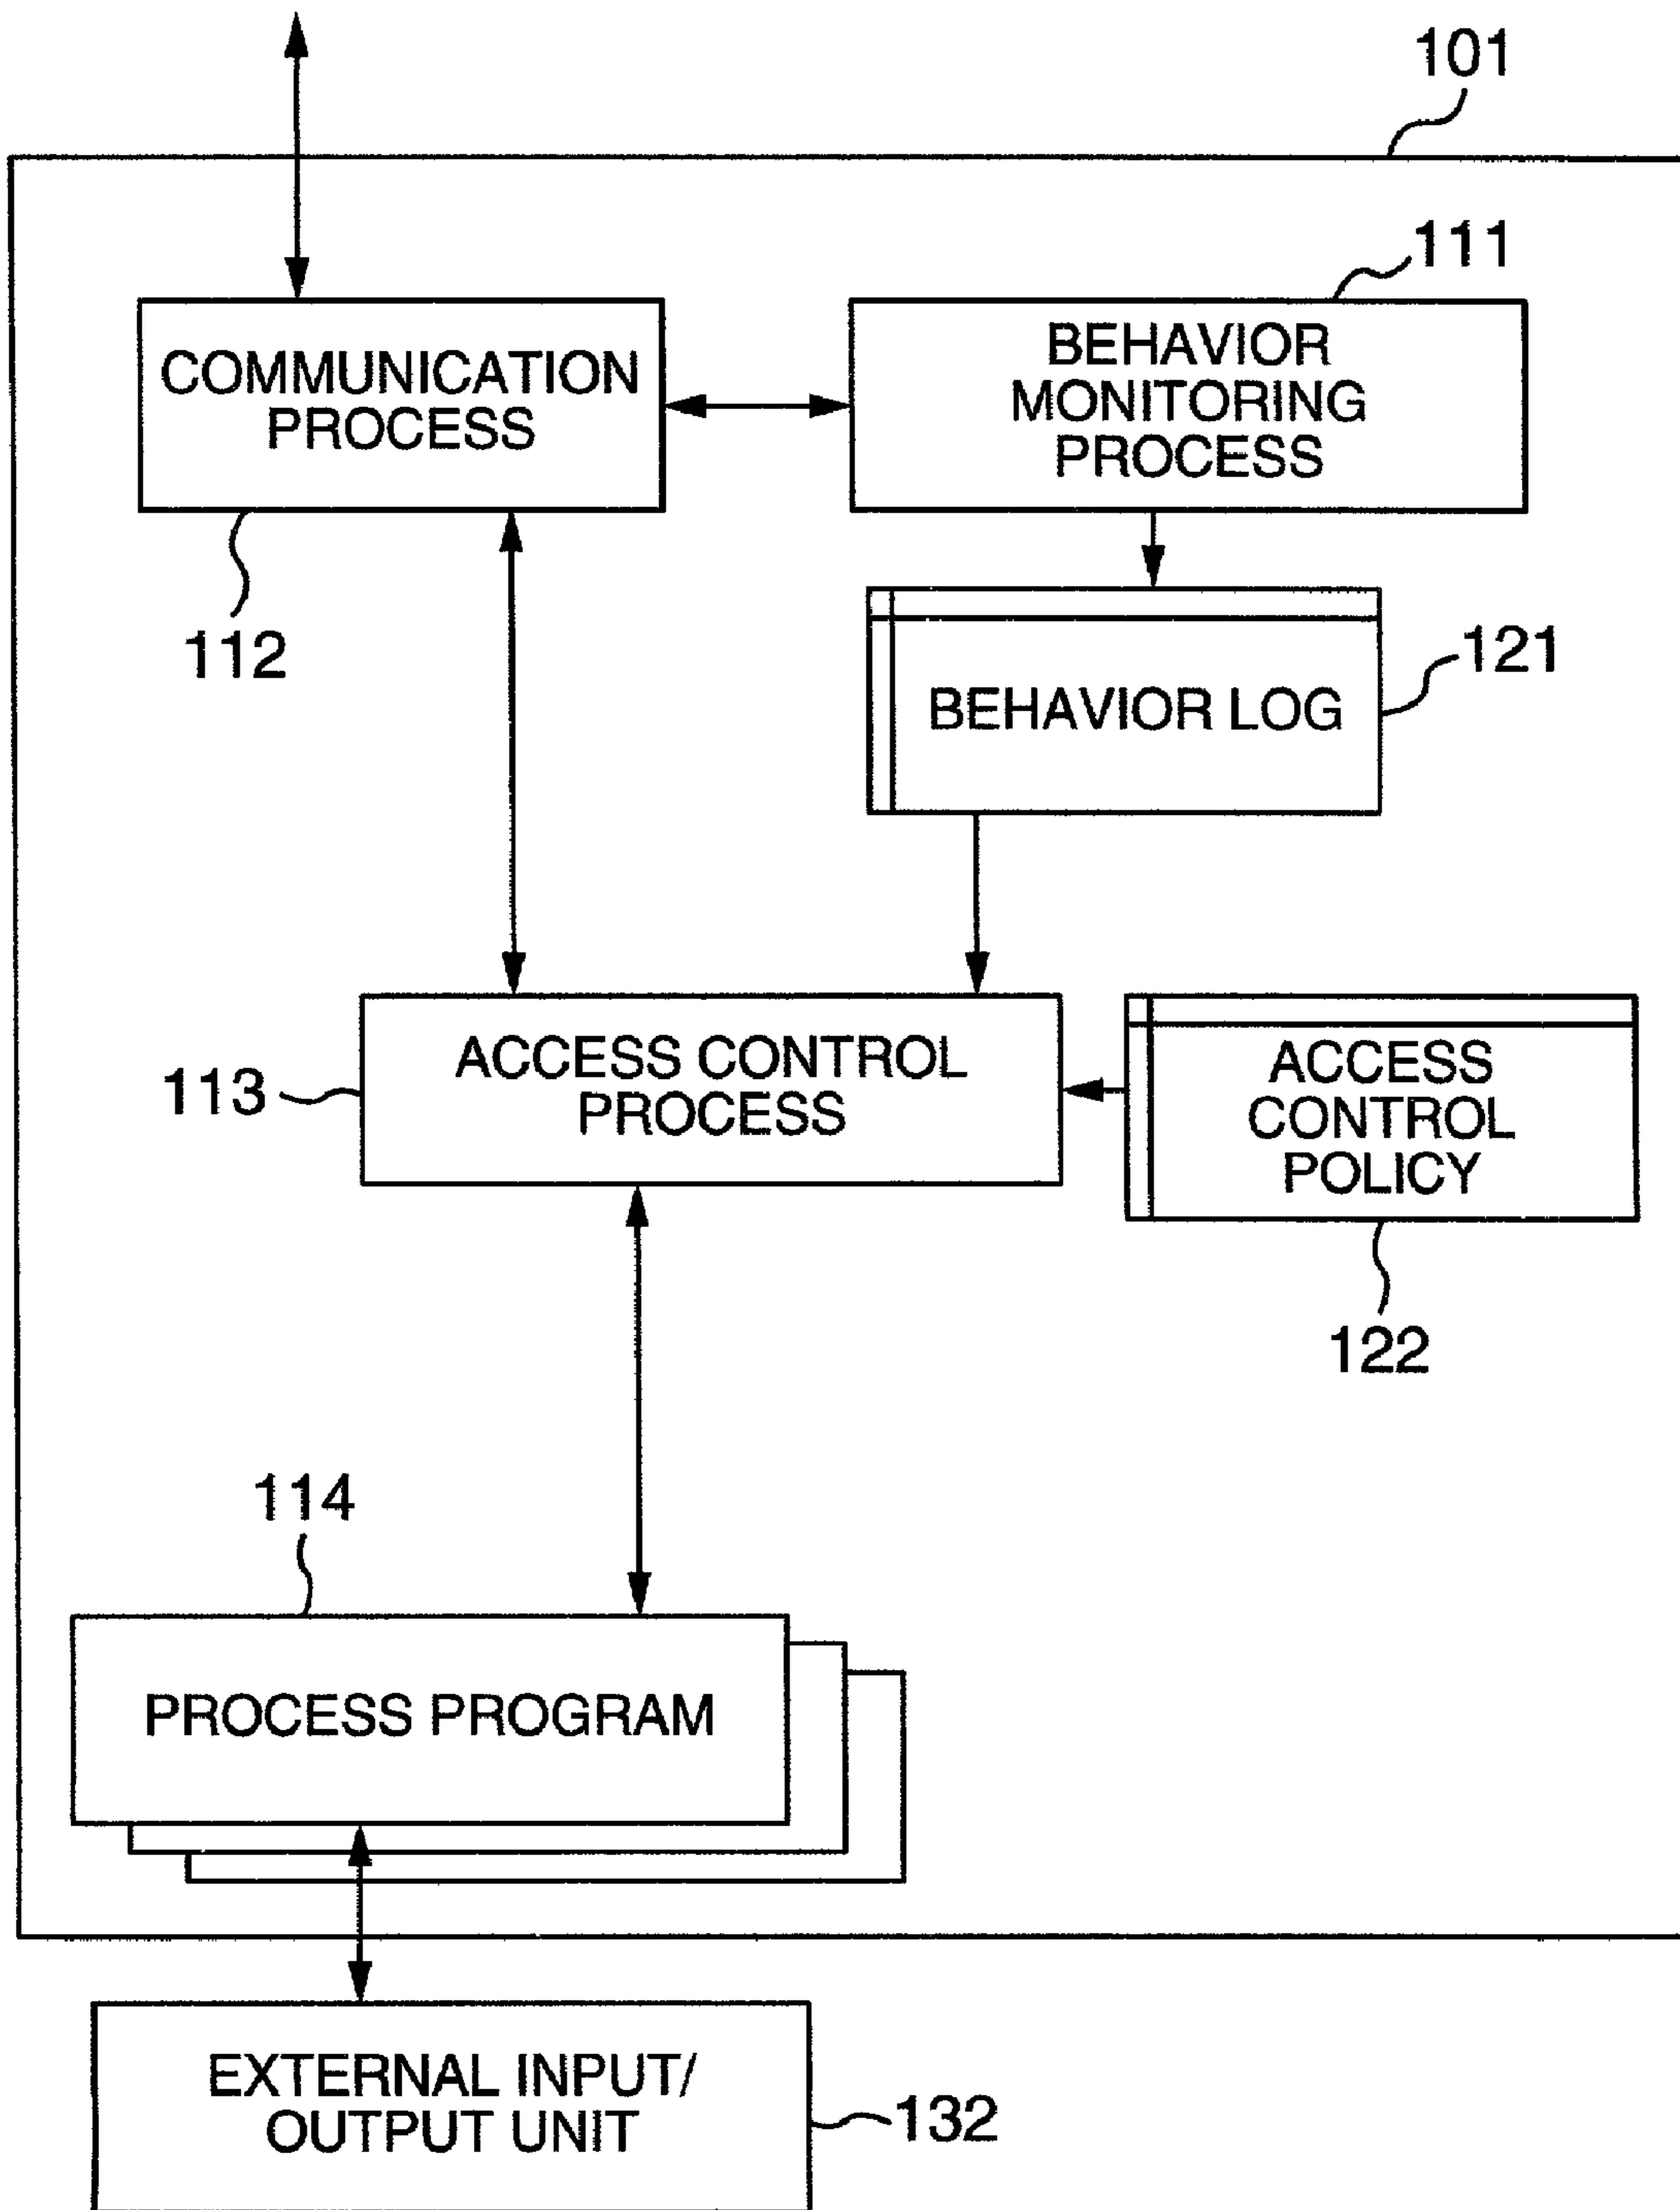 101
111
COMMUNICATION
PROCESS
BEHAVIOR
MONITORING
PROCESS
112
121
BEHAVIOR LOG
113
ACCESS CONTROL
PROCESS
ACCESS
CONTROL
POLICY
122
114
PROCESS PROGRAM
EXTERNAL INPUT/
OUTPUT UNIT
132